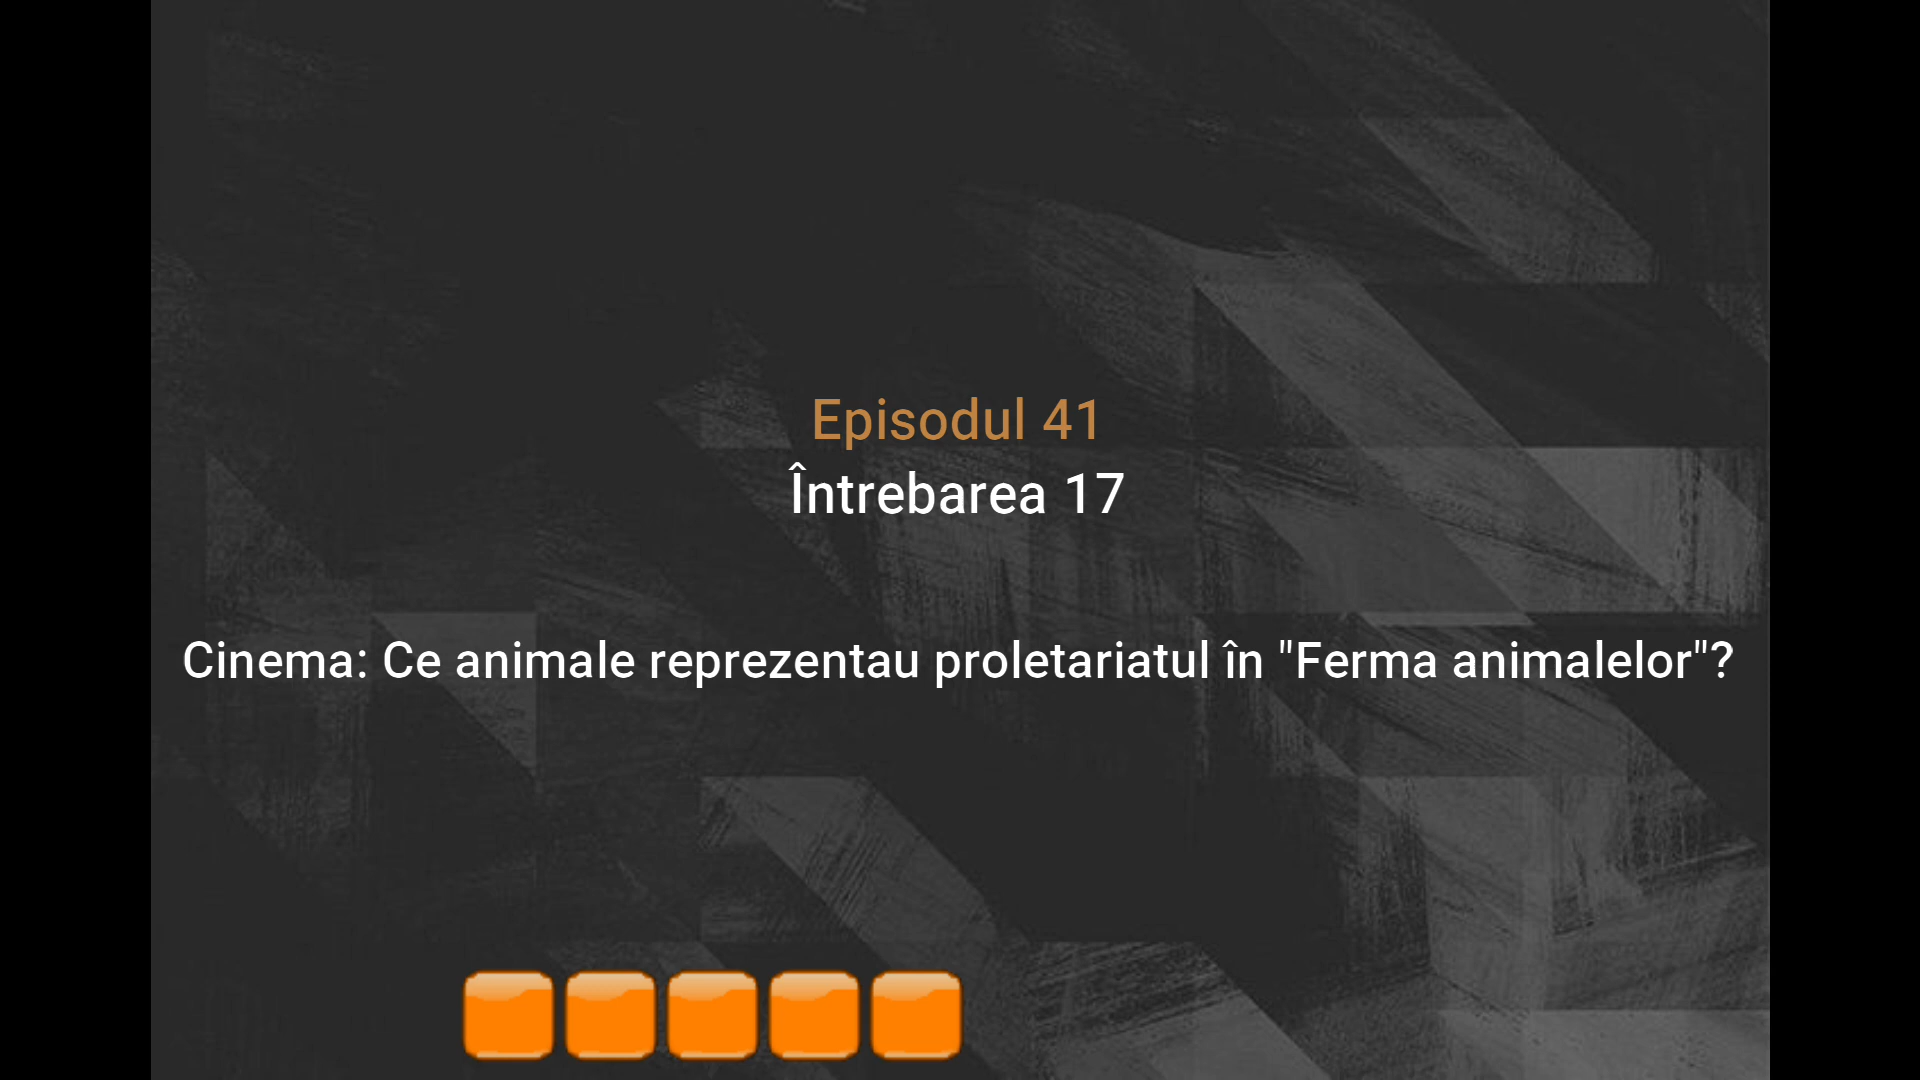 Episodul 41
Întrebarea 17
Cinema: Ce animale reprezentau proletariatul în "Ferma animalelor"?